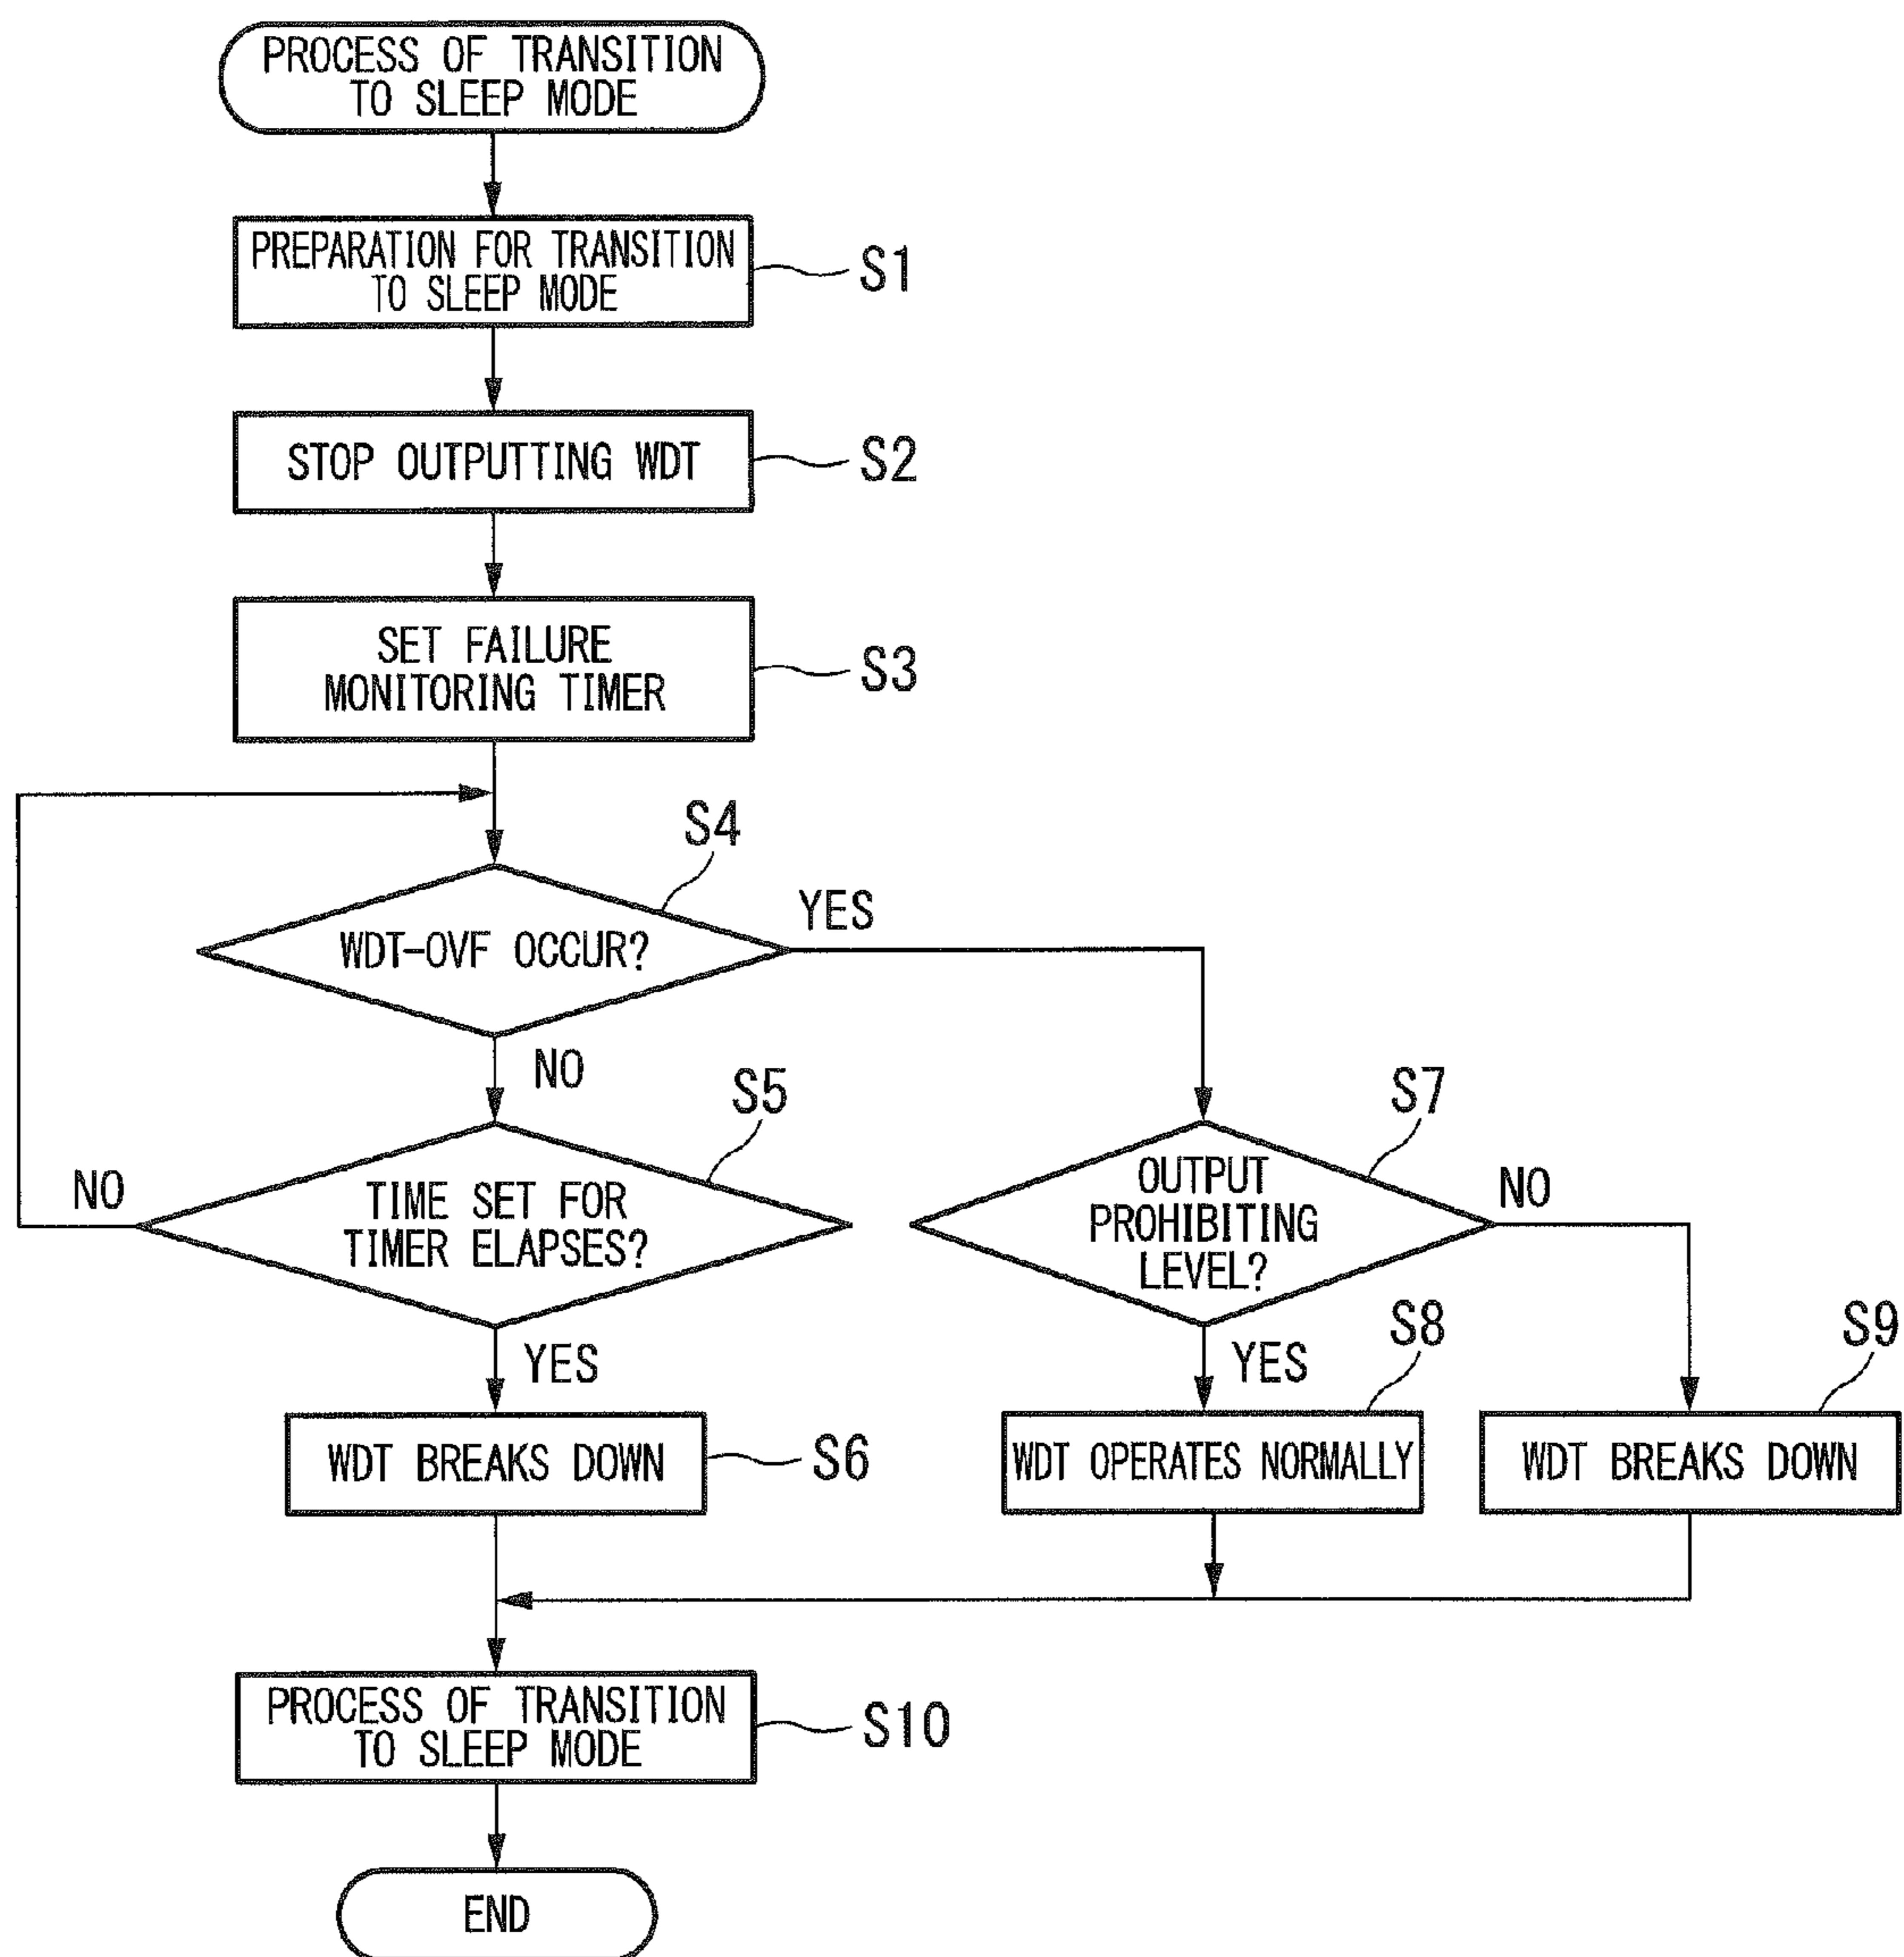 PROCESS OF TRANSITION
TO SLEEP MODE
PREPARATION FOR TRANSITION
TO SLEEP MODE
S1
STOP OUTPUTTING WDT
S2
SET FAILURE
MONITORING TIMER
S3
S4
WDT-OVF OCCUR?
YES
NO
S5
TIME SET FOR
TIMER ELAPSES?
NO
YES
S7
OUTPUT
PROHIBITING
LEVEL?
NO
YES
WDT BREAKS DOWN
S6
S8
WDT OPERATES NORMALLY
S9
WDT BREAKS DOWN
PROCESS OF TRANSITION
TO SLEEP MODE
S10
END